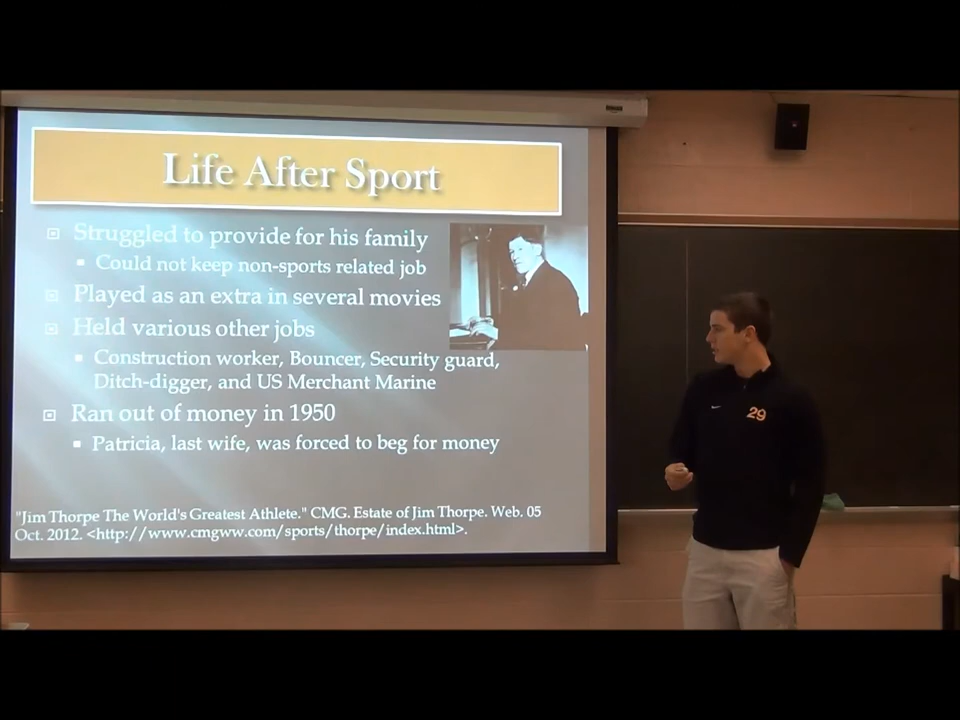 Life After Sport
Struggled to provide for his family
Could not keep non-sports related job
Played as an extra in several movies
Held various other jobs
Construction worker, Bouncer, Security guard,
Ditch-digger, and US Merchant Marine
Ran out of money in 1950
Patricia, last wife, was forced to beg for money
"Jim Thorpe The World's Greatest Athlete." CMG. Estate of Jim Thorpe. Web. 05
Oct. 2012. <http://www.cmgww.com/sports/thorpe/index.html>.
29